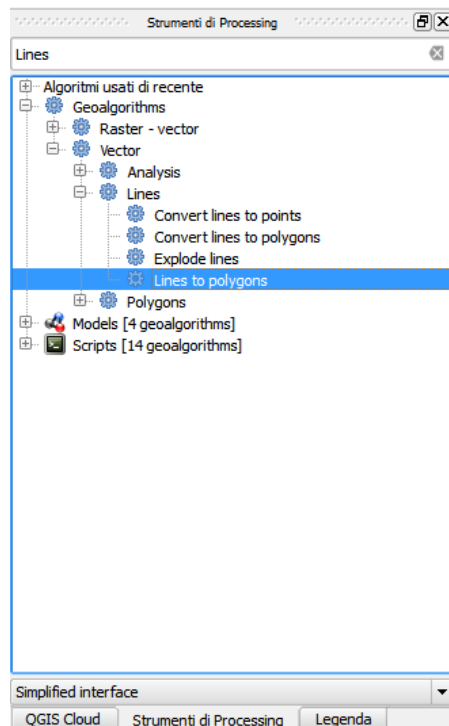 Strumenti di Processing
Lines
Algoritmi usati di recente
Geoalgorithms
Raster - vector
Vector
Analysis
Lines
Convert lines to points
Convert lines to polygons
Explode lines
Lines to polygons
Polygons
Models [4 geoalgorithms]
Scripts [14 geoalgorithms]
Simplified interface
QGIS Cloud Strumenti di Processing Legenda